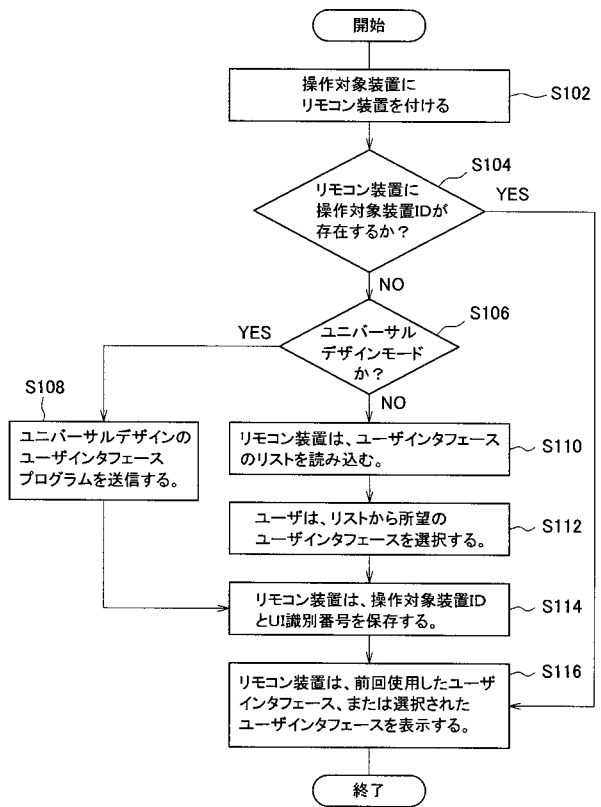 開始
操作対象装置に
リモコン装置を付ける
S102
S104
リモコン装置に
操作対象装置IDが
存在するか？
YES
NO
S106
ユニバーサル
デザインモード
か？
YES
NO
S108
ユニバーサルデザインの
ユーザインタフェース
プログラムを送信する。
リモコン装置は、ユーザインタフェース
のリストを読み込む。
S110
ユーザは、リストから所望の
ユーザインタフェースを選択する。
S112
リモコン装置は、操作対象装置ID
とUI識別番号を保存する。
S114
S116
リモコン装置は、前回使用したユーザ
インタフェース、または選択された
ユーザインタフェースを表示する。
終了